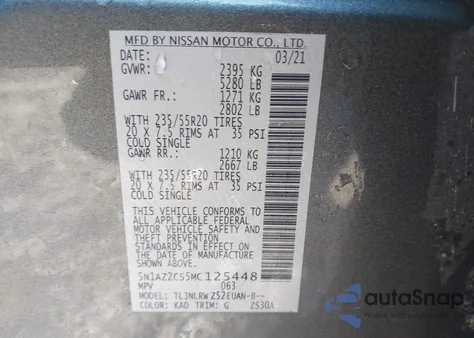 MFD BY NISSAN MOTOR CO., LTD.
DATE: 03/21
GVWR: 2395 KG
5280 LB
GAWR FR.: 1271 KG
2802 LB
WITH 235/55R20 TIRES
20 X 7.5 RIMS AT 35 PSI
COLD SINGLE
GAWR RR.: 1210 KG
2667 LB
WITH 235/55R20 TIRES
20 X 7.5 RIMS AT 35 PSI
COLD SINGLE
THIS VEHICLE CONFORMS TO
ALL APPLICABLE FEDERAL
MOTOR VEHICLE SAFETY AND
THEFT PREVENTION
STANDARDS IN EFFECT ON
THE DATE OF MANUFACTURE
SHOWN ABOVE
5N1AZ2CS5MC125448
MPV 063
MODEL: TLJNLRWZ52EUAN-B--
COLOR: KAD TRIM: G Z530A
autoSnap